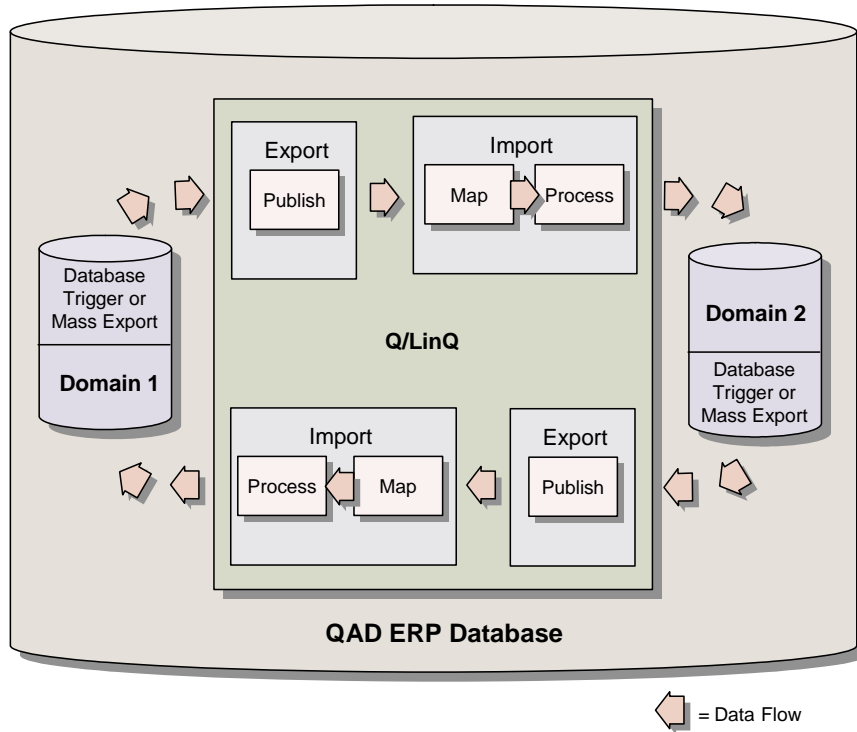 Export
Publish
Import
Map
Process
Database
Trigger or
Mass Export
Domain 1
Q/LinQ
Domain 2
Database
Trigger or
Mass Export
Import
Process
Map
Export
Publish
QAD ERP Database
= Data Flow